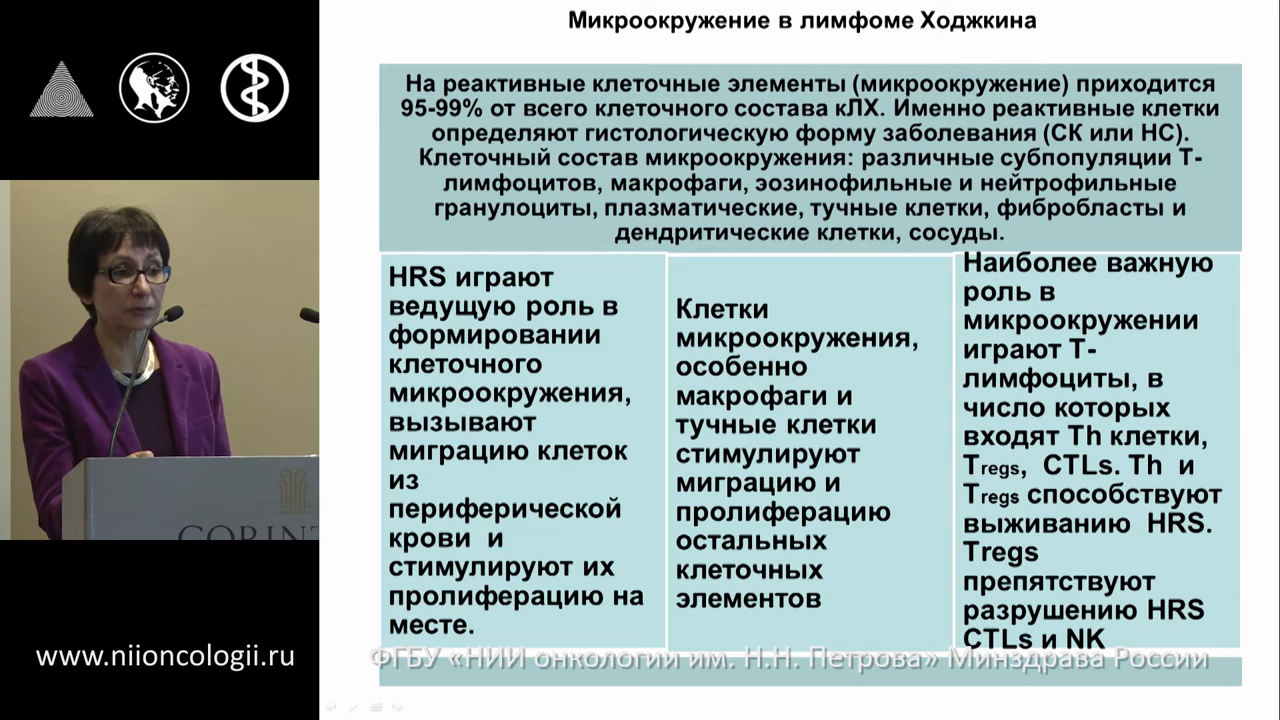 Микроокружение в лимфоме Ходжкина
На реактивные клеточные элементы (микроокружение) приходится
95-99% от всего клеточного состава кЛХ. Именно реактивные клетки
определяют гистологическую форму заболевания (СК или НС).
Клеточный состав микроокружения: различные субпопуляции Т-
лимфоцитов, макрофаги, эозинофильные и нейтрофильные
гранулоциты, плазматические, тучные клетки, фибробласты и
дендритические клетки, сосуды.
HRS играют
ведущую роль в
формировании
клеточного
микроокружения,
вызывают
миграцию клеток
из
периферической
крови и
стимулируют их
пролиферацию на
месте.
Клетки
микроокружения,
особенно
макрофаги и
тучные клетки
стимулируют
миграцию и
пролиферацию
остальных
клеточных
элементов
Наиболее важную
роль в
микроокружении
играют Т-
лимфоциты, в
число которых
входят Th клетки,
Tregs, CTLs. Th и
Tregs способствуют
выживанию HRS.
Tregs
препятствуют
разрушению HRS
CTLs и NK
CORINT
www.niioncologii.ru
ФГБУ «НИИ онкологии им. Н.Н. Петрова» Минздрава России